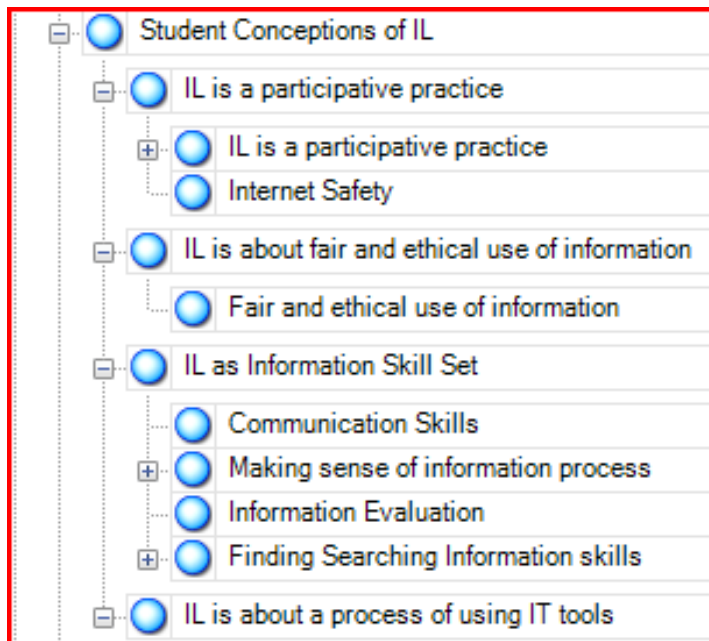 Student Conceptions of IL
IL is a participative practice
IL is a participative practice
Internet Safety
IL is about fair and ethical use of information
Fair and ethical use of information
IL as Information Skill Set
Communication Skills
Making sense of information process
Information Evaluation
Finding Searching Information skills
IL is about a process of using IT tools